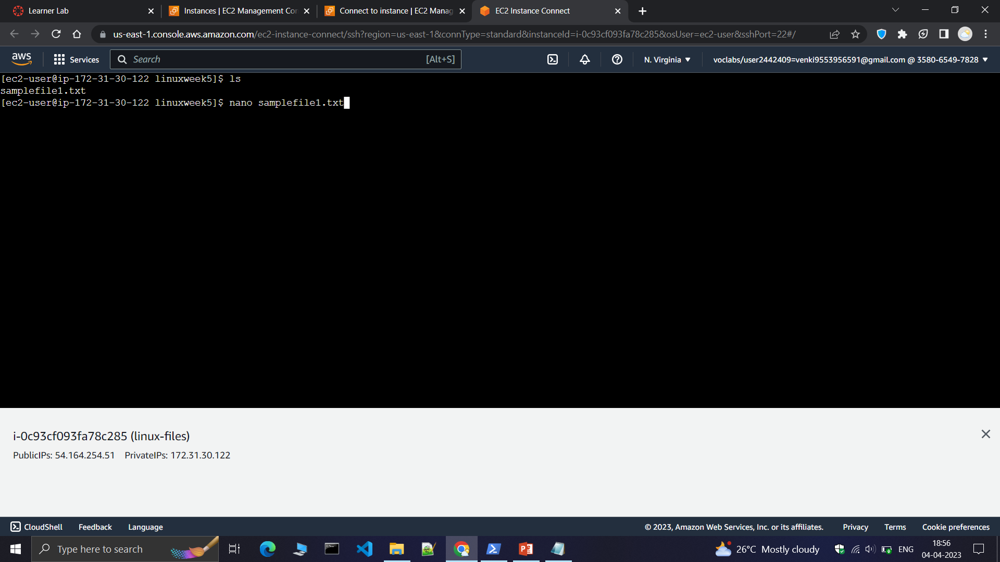 Learner Lab
Instances | EC2 Management Con
Connect to instance | EC2 Manag
EC2 Instance Connect
us-east-1.console.aws.amazon.com/ec2-instance-connect/ssh?region=us-east-1&connType=standard&instanceId=i-0c93cf093fa78c285&osUser=ec2-user&sshPort=22#/
aws
Services
Search
[Alt+S]
N. Virginia
voclabs/user2442409=venki9553956591@gmail.com @ 3580-6549-7828
[ec2-user@ip-172-31-30-122 linuxweek5]$ ls
samplefile1.txt
[ec2-user@ip-172-31-30-122 linuxweek5]$ nano samplefile1.txt
i-0c93cf093fa78c285 (linux-files)
PublicIPs: 54.164.254.51 PrivateIPs: 172.31.30.122
CloudShell
Feedback
Language
© 2023, Amazon Web Services, Inc. or its affiliates.
Privacy
Terms
Cookie preferences
Type here to search
26°C Mostly cloudy
ENG
18:56
04-04-2023